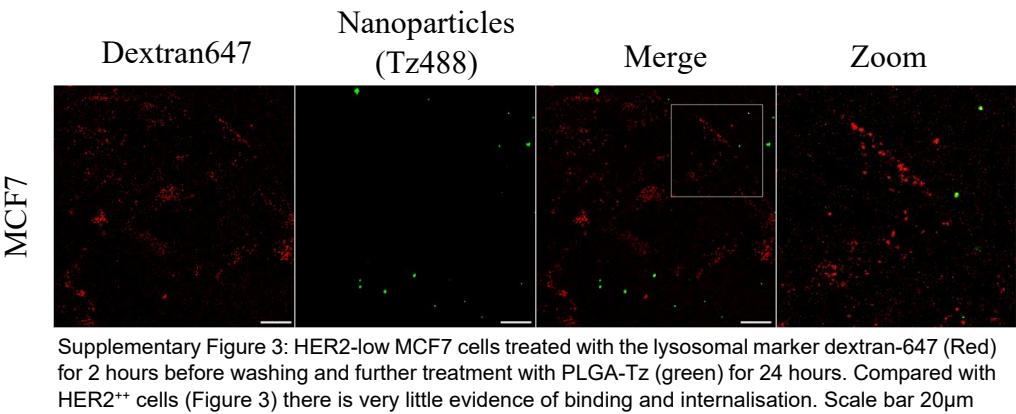 Dextran647
Nanoparticles
(Tz488)
Merge
Zoom
MCF7
Supplementary Figure 3: HER2-low MCF7 cells treated with the lysosomal marker dextran-647 (Red)
for 2 hours before washing and further treatment with PLGA-Tz (green) for 24 hours. Compared with
HER2⁺⁺ cells (Figure 3) there is very little evidence of binding and internalisation. Scale bar 20μm